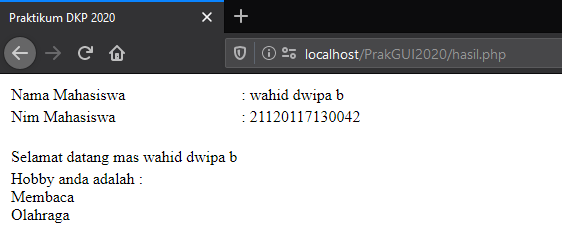 Praktikum DKP 2020
localhost/PrakGUI2020/hasil.php
Nama Mahasiswa : wahid dwipa b
Nim Mahasiswa : 21120117130042
Selamat datang mas wahid dwipa b
Hobby anda adalah :
Membaca
Olahraga